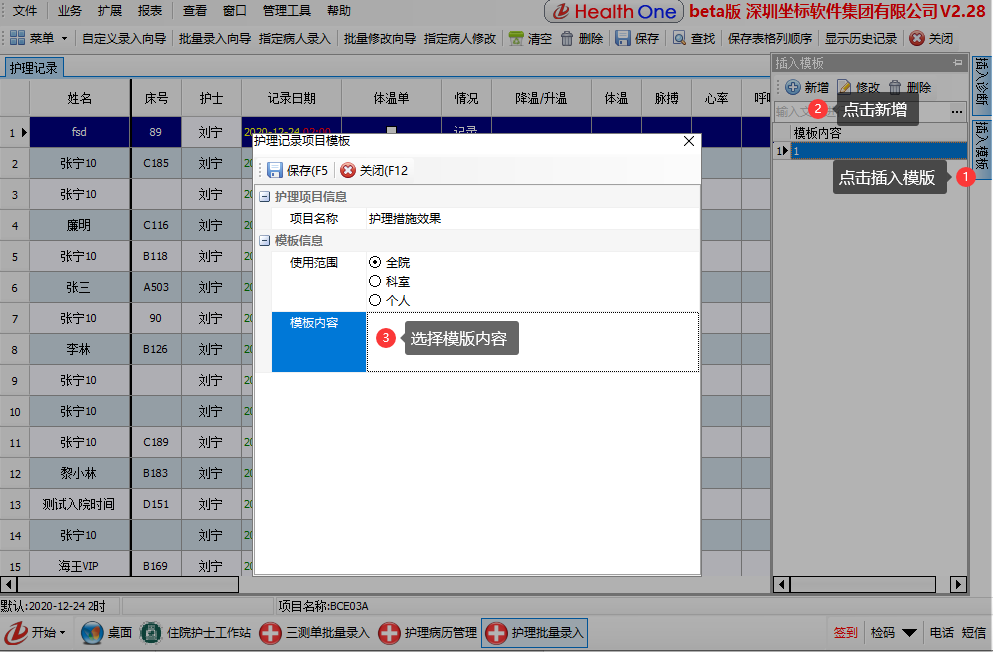 文件 业务 扩展 报表 查看 窗口 护理工具 帮助 Health One beta版 深圳坐标软件集团有限公司 V2.28
菜单 自定义录入向导 批量录入向导 指定病人录入 批量修改向导 指定病人修改 清空 删除 保存 查找 保存表格列顺序 显示历史记录 关闭
护理记录 插入模板
姓名 床号 护士 记录日期 体温单 情况 降温/升温 体温 脉搏 心率
新增 修改 删除
插入诊断
插入模板
输入文
2 点击新增
模板内容
1 1
点击插入模版 1
1 fsd 89 刘宁 2020-12-24 02:00 记录
2 张宁10 C185 刘宁 20
3 张宁10 刘宁 20
4 廉明 C116 刘宁 20
5 张宁10 B118 刘宁 20
6 张三 A503 刘宁 20
7 张宁10 90 刘宁 20
8 李林 B126 刘宁 20
9 张宁10 刘宁 20
10 张宁10 刘宁 20
11 张宁10 C189 刘宁 20
12 黎小林 B183 刘宁 20
13 测试入院时间 D151 刘宁 20
14 张宁10 刘宁 20
15 海王VIP B169 刘宁 20
护理记录项目模板
保存(F5 关闭(F12
护理项目信息
项目名称 护理措施效果
模板信息
使用范围 全院
科室
个人
模板内容
3 选择模版内容
默认:2020-12-24 2时 项目名称:BCE03A
开始 桌面 住院护士工作站 三测单批量录入 护理病历管理 护理批量录入 签到 检码 电话 短信